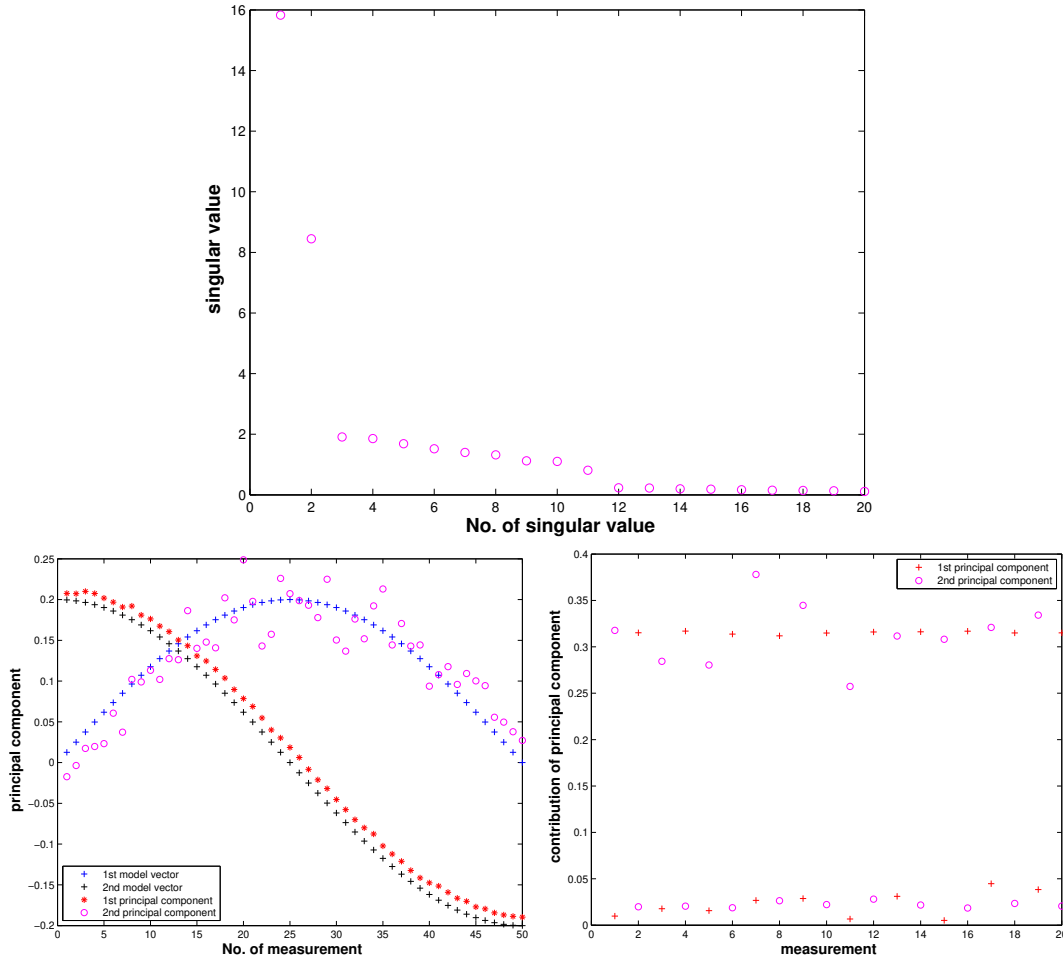 16
14
12
10
8
6
4
2
0
singular value
0 2 4 6 8 10 12 14 16 18 20
No. of singular value
0.25
0.2
0.15
0.1
0.05
0
−0.05
−0.1
−0.15
−0.2
principal component
1st model vector
2nd model vector
1st principal component
2nd principal component
0 5 10 15 20 25 30 35 40 45 50
No. of measurement
0.4
0.35
0.3
0.25
0.2
0.15
0.1
0.05
0
contribution of principal component
1st principal component
2nd principal component
0 2 4 6 8 10 12 14 16 18 20
measurement